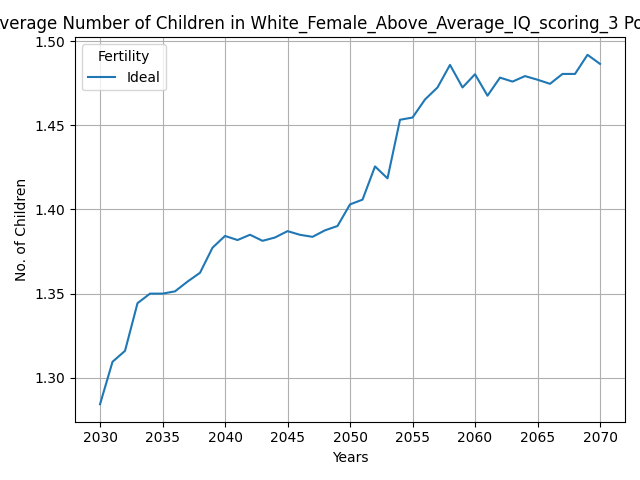 verage Number of Children in White_Female_Above_Average_IQ_scoring_3 Po
Fertility
Ideal
No. of Children
1.50
1.45
1.40
1.35
1.30
2030 2035 2040 2045 2050 2055 2060 2065 2070
Years